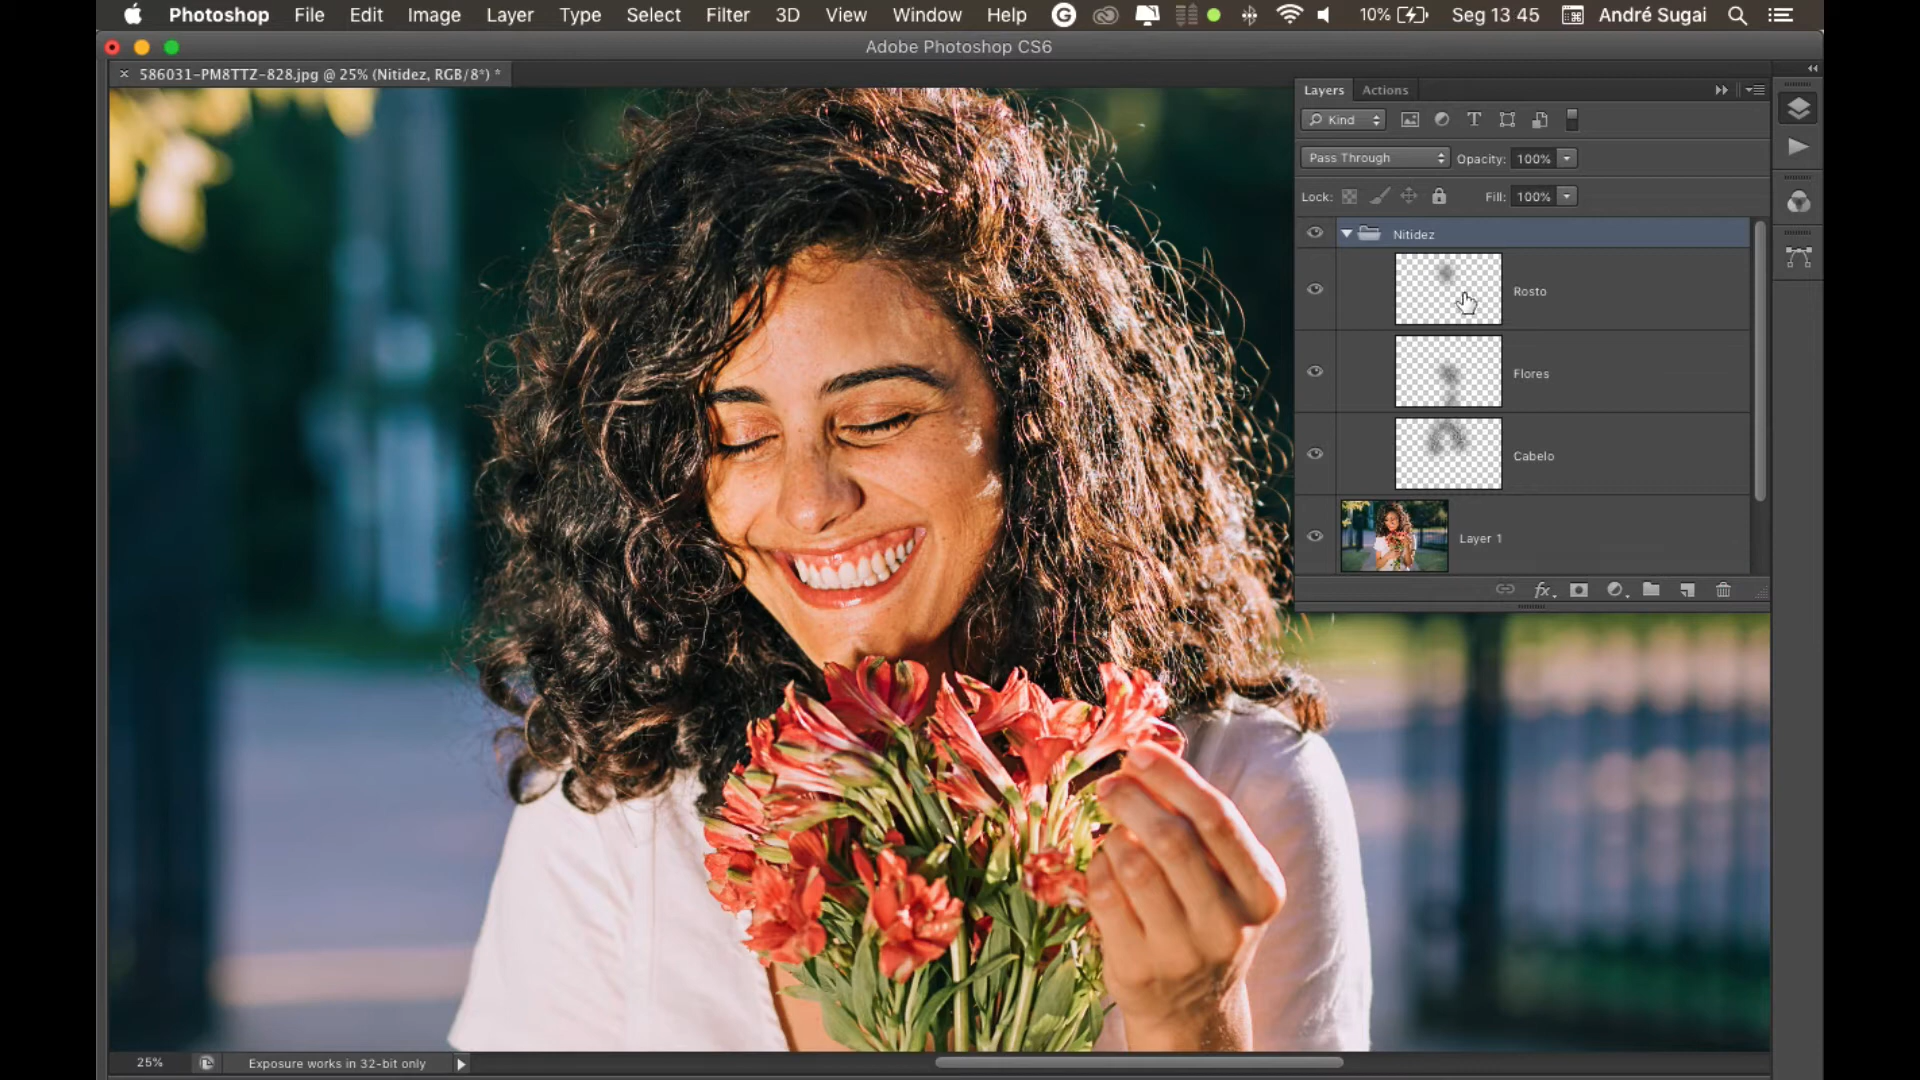 Photoshop File Edit Image Layer Type Select Filter 3D View Window Help 10% Seg 13 45 André Sugai
Adobe Photoshop CS6
586031-PM8TTZ-828.jpg @ 25% (Nitidez, RGB/8*) *
Layers Actions
Kind
Pass Through Opacity: 100%
Lock: Fill: 100%
Nitidez
Rosto
Flores
Cabelo
Layer 1
fx
25% Exposure works in 32-bit only